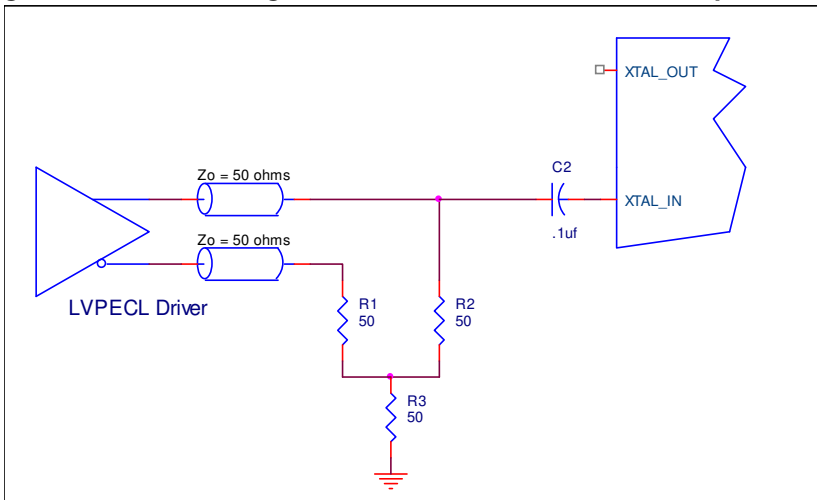 XTAL_OUT
C2
Zo = 50 ohms
XTAL_IN
.1uf
Zo = 50 ohms
LVPECL Driver
R1
50
R2
50
R3
50